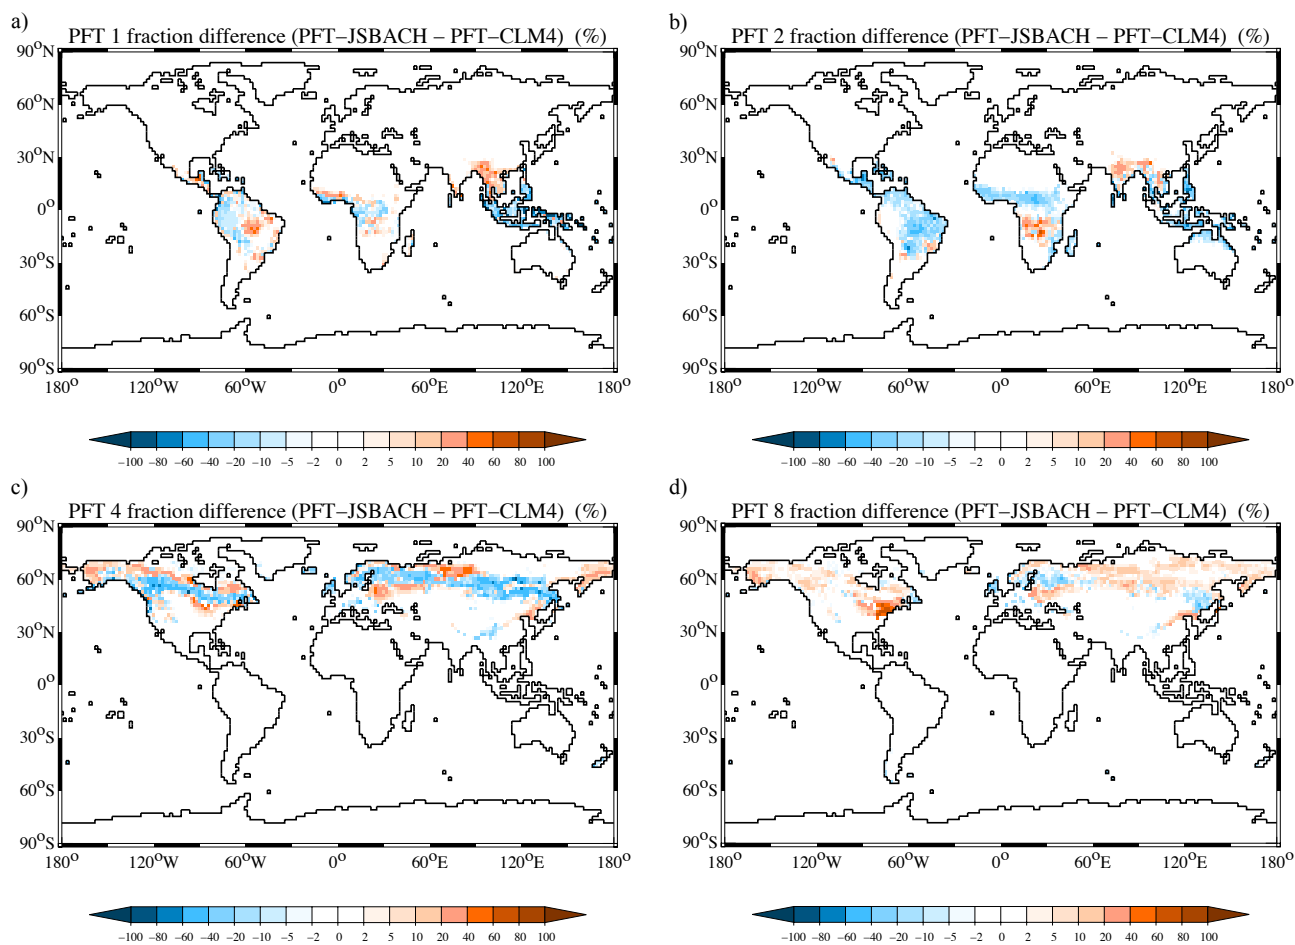 a)
PFT 1 fraction difference (PFT–JSBACH – PFT–CLM4) (%)
90°N
60°N
30°N
0°
30°S
60°S
90°S
180° 120°W 60°W 0° 60°E 120°E 180°
–100 –80 –60 –40 –20 –10 –5 –2 0 2 5 10 20 40 60 80 100
b)
PFT 2 fraction difference (PFT–JSBACH – PFT–CLM4) (%)
90°N
60°N
30°N
0°
30°S
60°S
90°S
180° 120°W 60°W 0° 60°E 120°E 180°
–100 –80 –60 –40 –20 –10 –5 –2 0 2 5 10 20 40 60 80 100
c)
PFT 4 fraction difference (PFT–JSBACH – PFT–CLM4) (%)
90°N
60°N
30°N
0°
30°S
60°S
90°S
180° 120°W 60°W 0° 60°E 120°E 180°
–100 –80 –60 –40 –20 –10 –5 –2 0 2 5 10 20 40 60 80 100
d)
PFT 8 fraction difference (PFT–JSBACH – PFT–CLM4) (%)
90°N
60°N
30°N
0°
30°S
60°S
90°S
180° 120°W 60°W 0° 60°E 120°E 180°
–100 –80 –60 –40 –20 –10 –5 –2 0 2 5 10 20 40 60 80 100